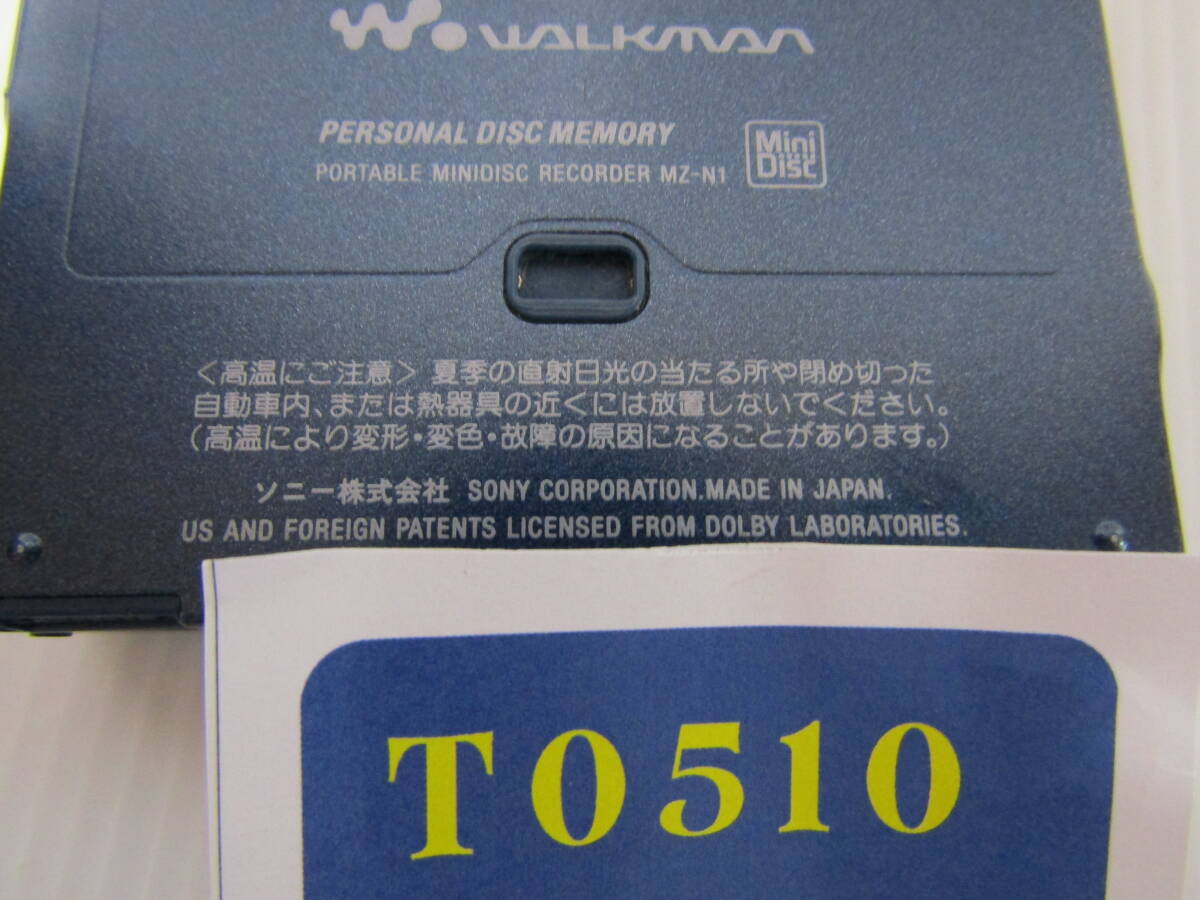 W. WALKMAN
PERSONAL DISC MEMORY
PORTABLE MINIDISC RECORDER MZ-N1
Mini
Disc
〈高温にご注意〉 夏季の直射日光の当たる所や閉め切った
自動車内、または熱器具の近くには放置しないでください。
(高温により変形・変色・故障の原因になることがあります。)
ソニー株式会社 SONY CORPORATION. MADE IN JAPAN.
US AND FOREIGN PATENTS LICENSED FROM DOLBY LABORATORIES.
T0510